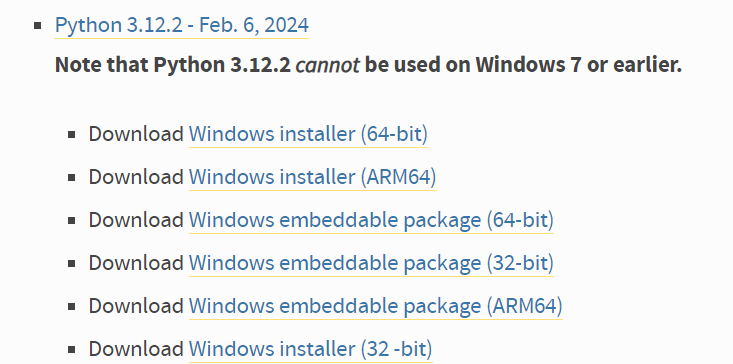 Python 3.12.2 - Feb. 6, 2024
Note that Python 3.12.2 cannot be used on Windows 7 or earlier.
Download Windows installer (64-bit)
Download Windows installer (ARM64)
Download Windows embeddable package (64-bit)
Download Windows embeddable package (32-bit)
Download Windows embeddable package (ARM64)
Download Windows installer (32 -bit)